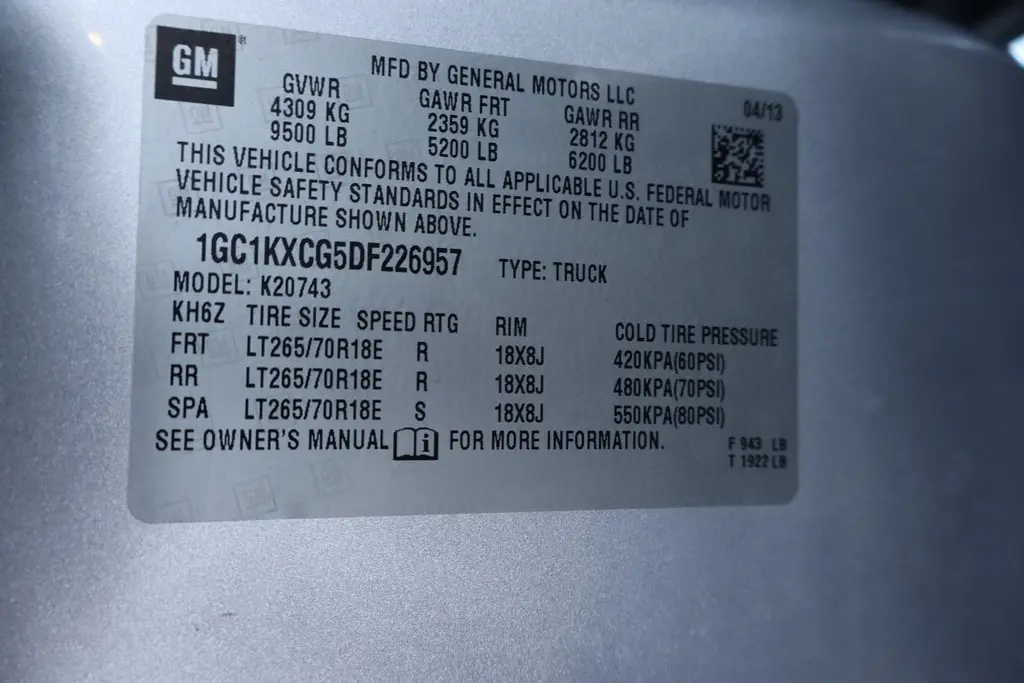 GM®
MFD BY GENERAL MOTORS LLC
04/13
GVWR GAWR FRT GAWR RR
4309 KG 2359 KG 2812 KG
9500 LB 5200 LB 6200 LB
THIS VEHICLE CONFORMS TO ALL APPLICABLE U.S. FEDERAL MOTOR
VEHICLE SAFETY STANDARDS IN EFFECT ON THE DATE OF
MANUFACTURE SHOWN ABOVE.
1GC1KXCG5DF226957 TYPE: TRUCK
MODEL: K20743
KH6Z TIRE SIZE SPEED RTG RIM COLD TIRE PRESSURE
FRT LT265/70R18E R 18X8J 420KPA(60PSI)
RR LT265/70R18E R 18X8J 480KPA(70PSI)
SPA LT265/70R18E S 18X8J 550KPA(80PSI)
SEE OWNER'S MANUAL i FOR MORE INFORMATION.
F 943 LB
T 1922 LB